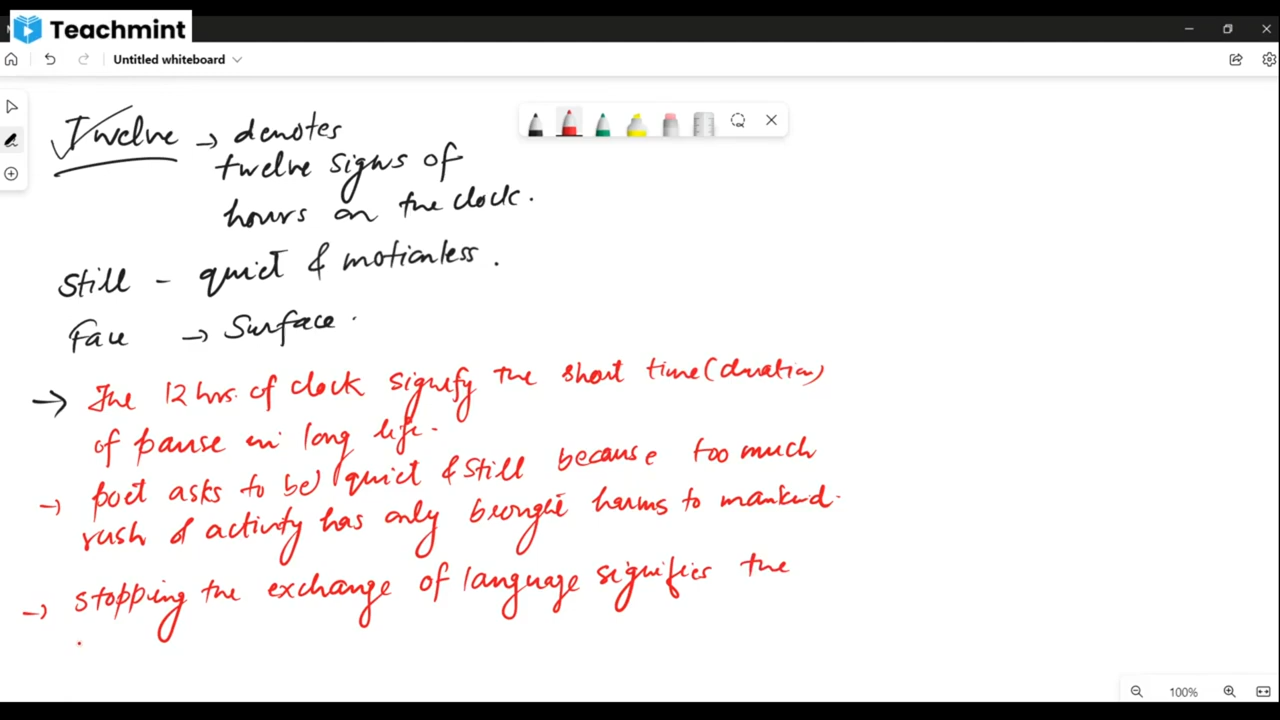 Teachmint
Untitled whiteboard
Twelve → denotes
twelve signs of
hours on the clock.
Still - quiet & motionless.
Face → Surface.
→ The 12 hrs. of clock signify the short time (duration)
of pause in long life.
→ poet asks to be quiet & still because too much
rush & activity has only brought harms to mankind.
→ stopping the exchange of language signifies the
100%